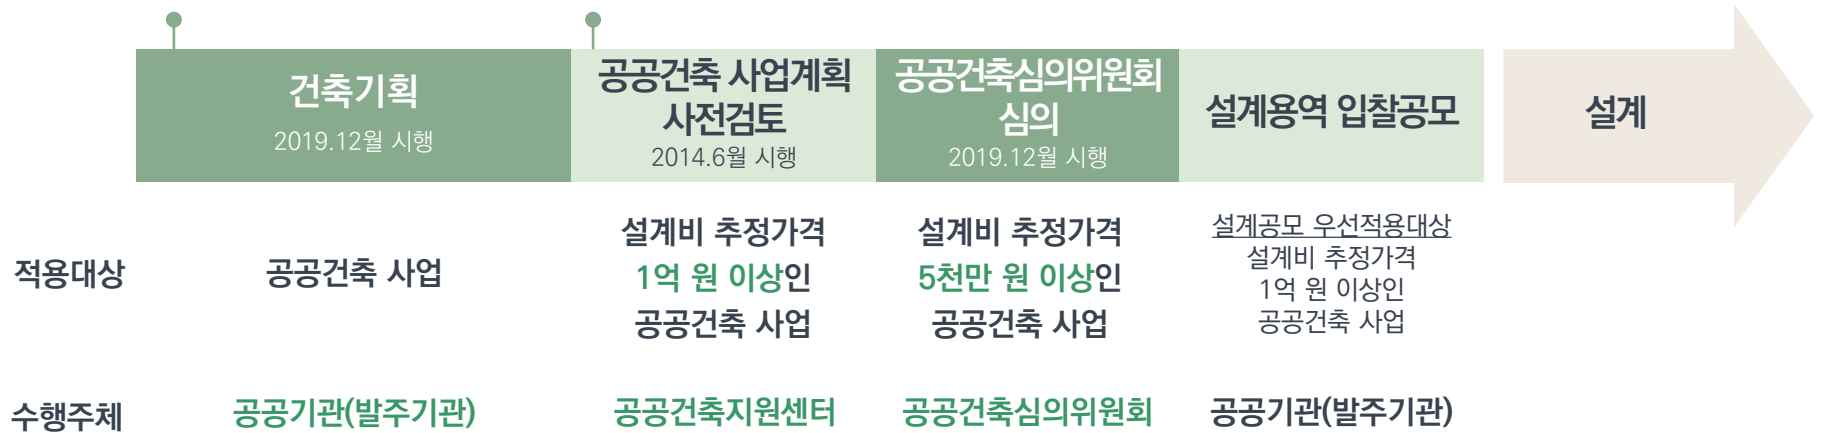 건축기획
2019.12월 시행
공공건축 사업계획
사전검토
2014.6월 시행
공공건축심의위원회
심의
2019.12월 시행
설계용역 입찰공모
설계
적용대상
공공건축 사업
설계비 추정가격
1억 원 이상인
공공건축 사업
설계비 추정가격
5천만 원 이상인
공공건축 사업
설계공모 우선적용대상
설계비 추정가격
1억 원 이상인
공공건축 사업
수행주체
공공기관(발주기관)
공공건축지원센터
공공건축심의위원회
공공기관(발주기관)